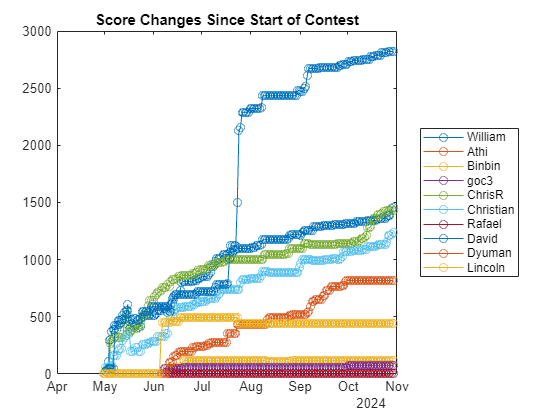 Score Changes Since Start of Contest
3000
2500
2000
1500
1000
500
0
Apr May Jun Jul Aug Sep Oct Nov
2024
William
Athi
Binbin
goc3
ChrisR
Christian
Rafael
David
Dyuman
Lincoln